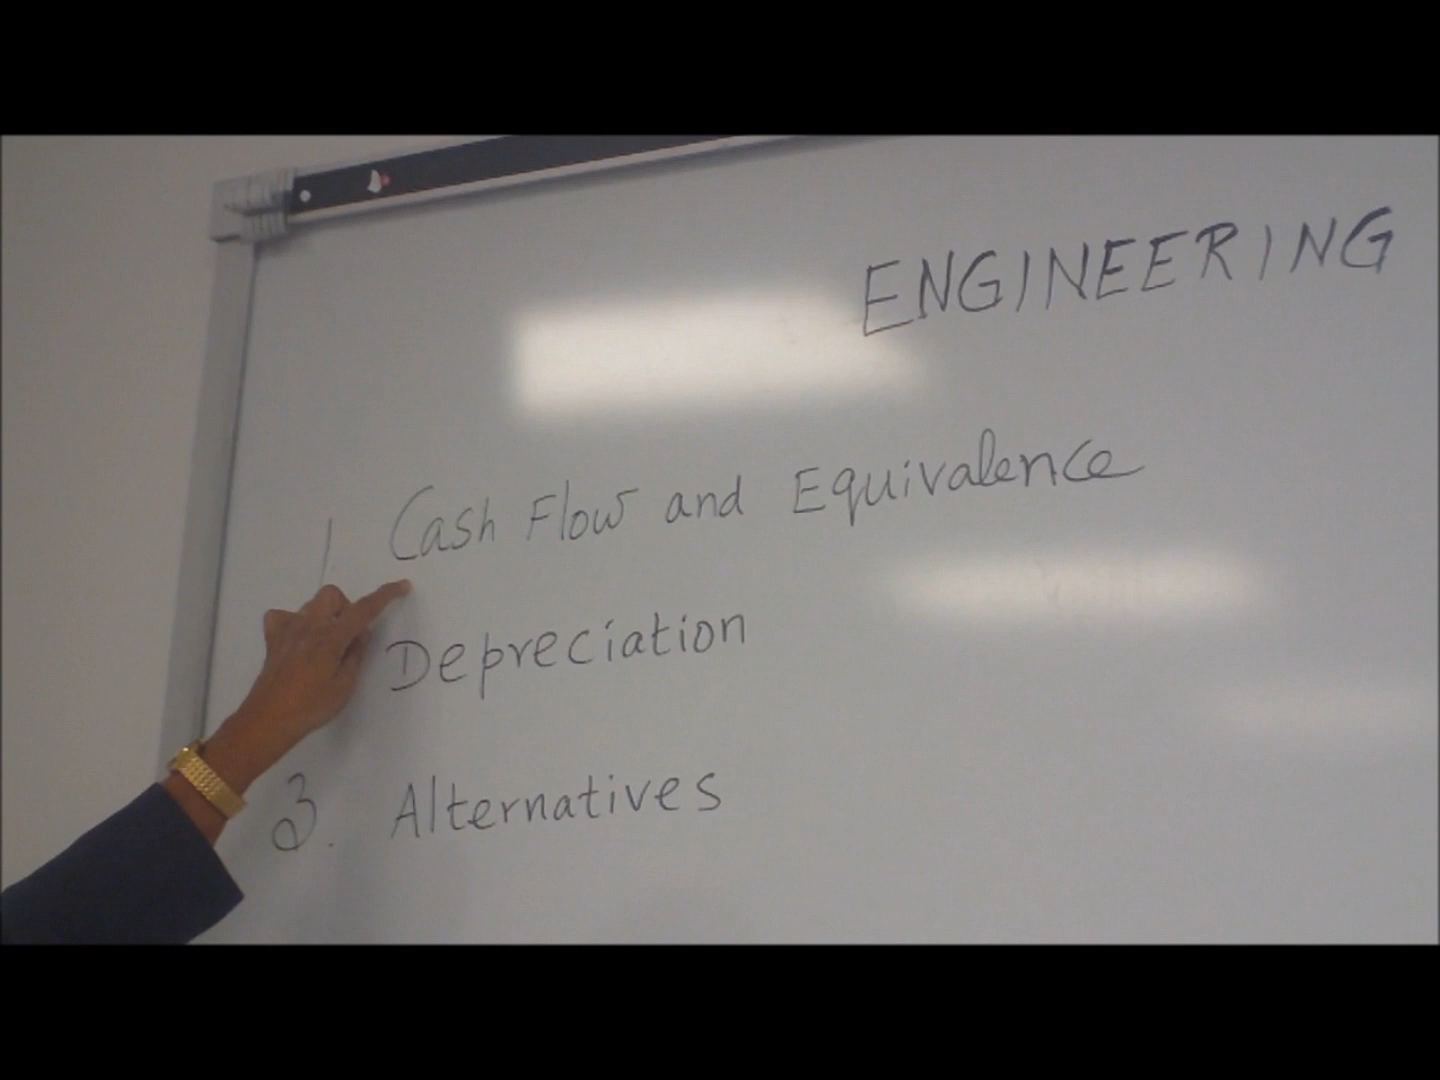 ENGINEERING
1 Cash Flow and Equivalence
Depreciation
3. Alternatives